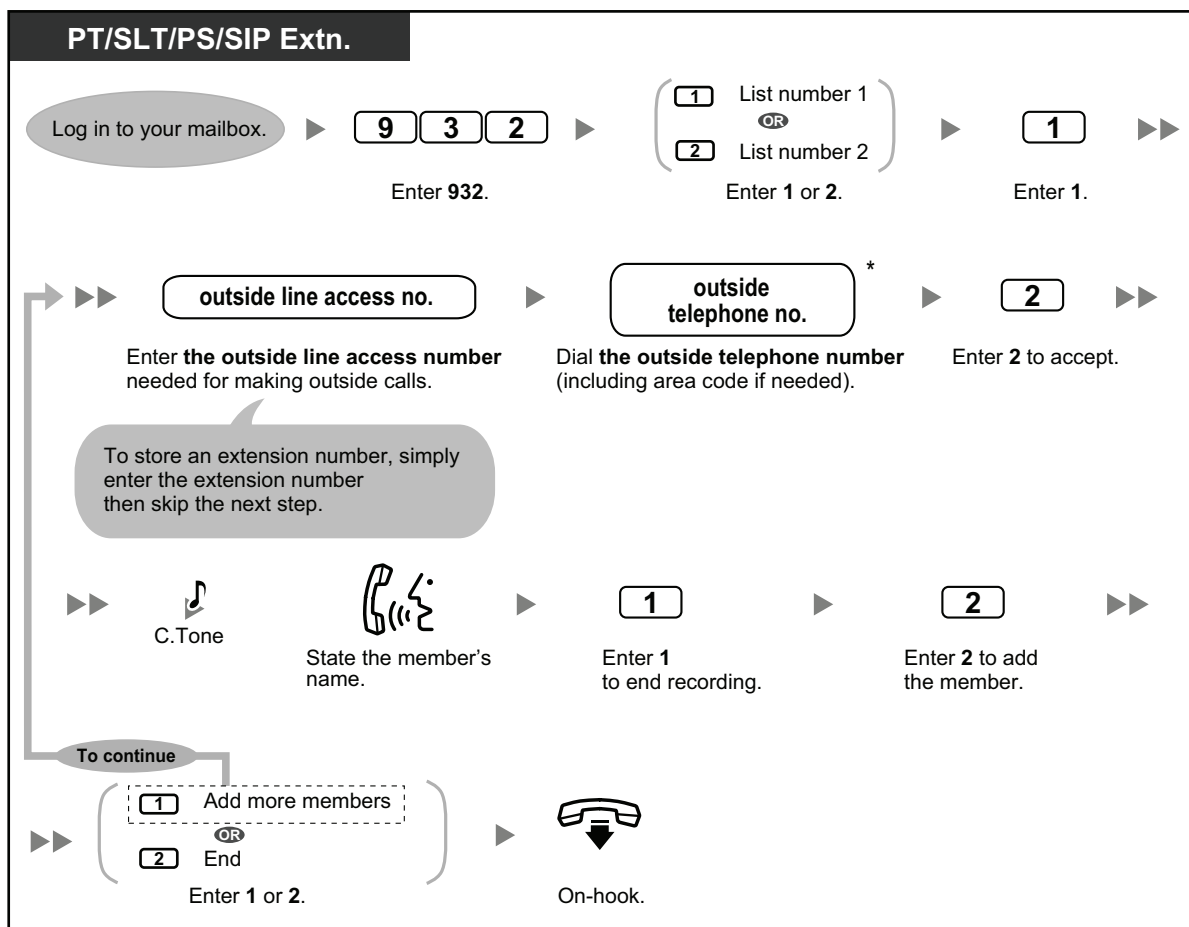 PT/SLT/PS/SIP Extn.
Log in to your mailbox.
9 3 2
Enter 932.
1 List number 1
OR
2 List number 2
Enter 1 or 2.
1
Enter 1.
outside line access no.
Enter the outside line access number
needed for making outside calls.
To store an extension number, simply
enter the extension number
then skip the next step.
outside
telephone no.
*
Dial the outside telephone number
(including area code if needed).
2
Enter 2 to accept.
C.Tone
State the member's
name.
1
Enter 1
to end recording.
2
Enter 2 to add
the member.
To continue
1 Add more members
OR
2 End
Enter 1 or 2.
On-hook.